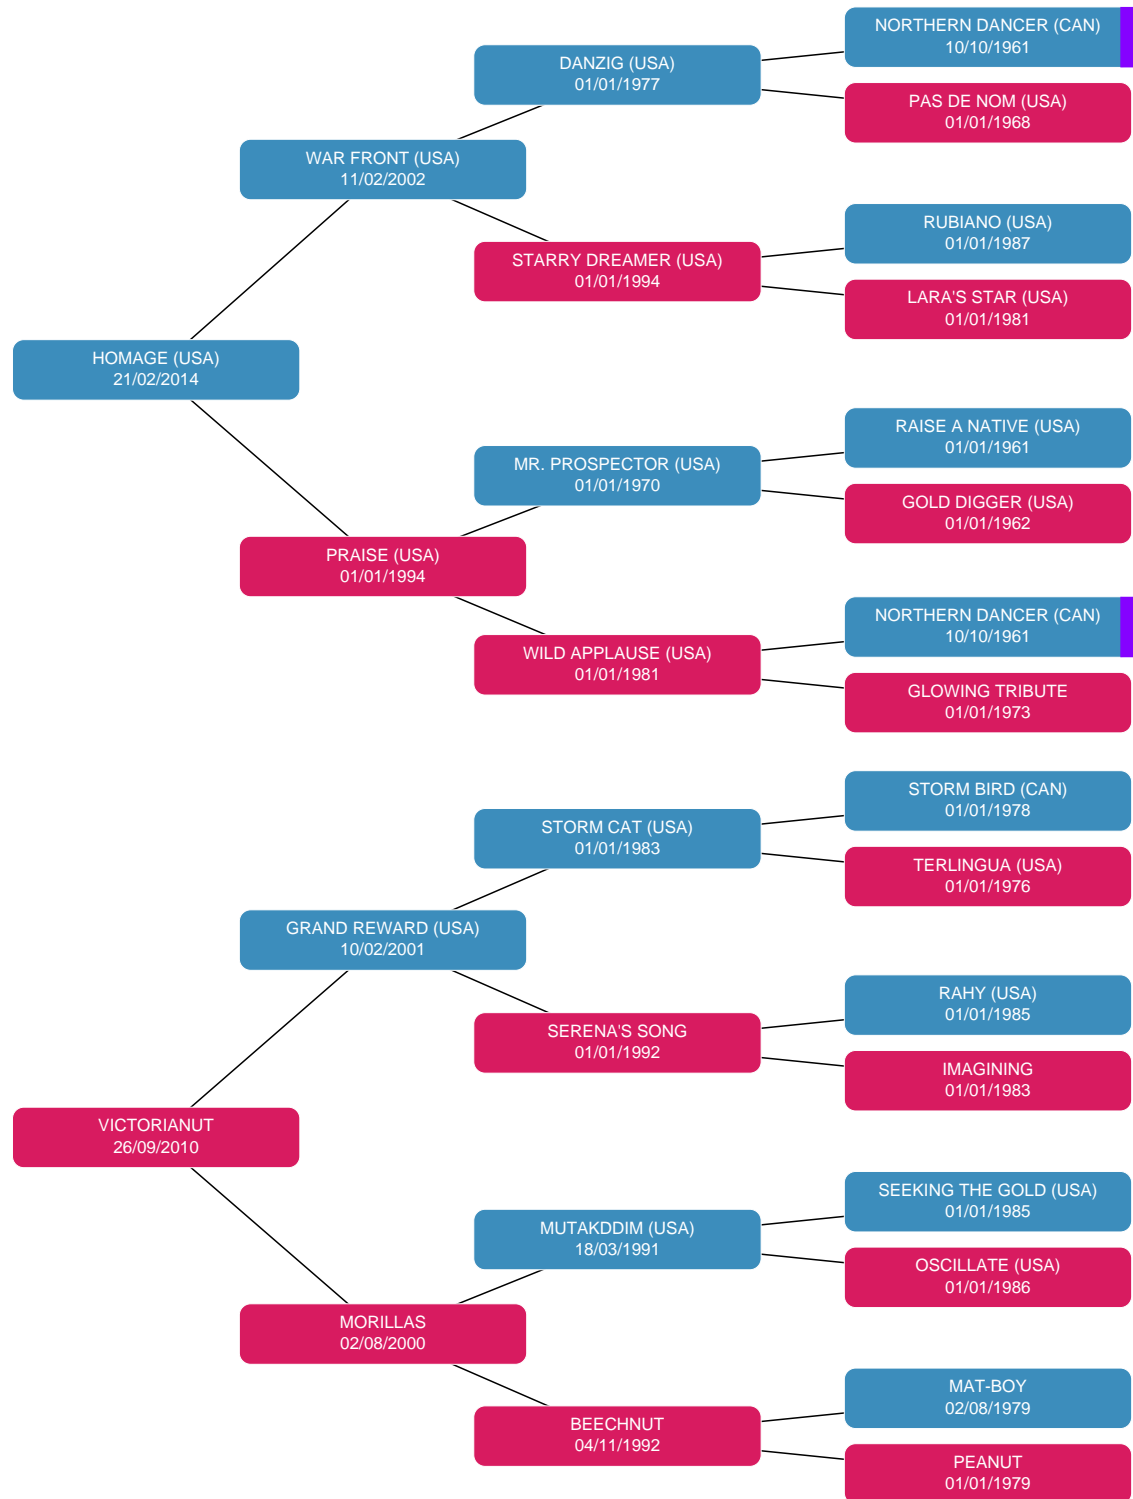 NORTHERN DANCER (CAN)
10/10/1961
DANZIG (USA)
01/01/1977
PAS DE NOM (USA)
01/01/1968
WAR FRONT (USA)
11/02/2002
RUBIANO (USA)
01/01/1987
STARRY DREAMER (USA)
01/01/1994
LARA'S STAR (USA)
01/01/1981
HOMAGE (USA)
21/02/2014
RAISE A NATIVE (USA)
01/01/1961
MR. PROSPECTOR (USA)
01/01/1970
GOLD DIGGER (USA)
01/01/1962
PRAISE (USA)
01/01/1994
NORTHERN DANCER (CAN)
10/10/1961
WILD APPLAUSE (USA)
01/01/1981
GLOWING TRIBUTE
01/01/1973
STORM BIRD (CAN)
01/01/1978
STORM CAT (USA)
01/01/1983
TERLINGUA (USA)
01/01/1976
GRAND REWARD (USA)
10/02/2001
RAHY (USA)
01/01/1985
SERENA'S SONG
01/01/1992
IMAGINING
01/01/1983
VICTORIANUT
26/09/2010
SEEKING THE GOLD (USA)
01/01/1985
MUTAKDDIM (USA)
18/03/1991
OSCILLATE (USA)
01/01/1986
MORILLAS
02/08/2000
MAT-BOY
02/08/1979
BEECHNUT
04/11/1992
PEANUT
01/01/1979